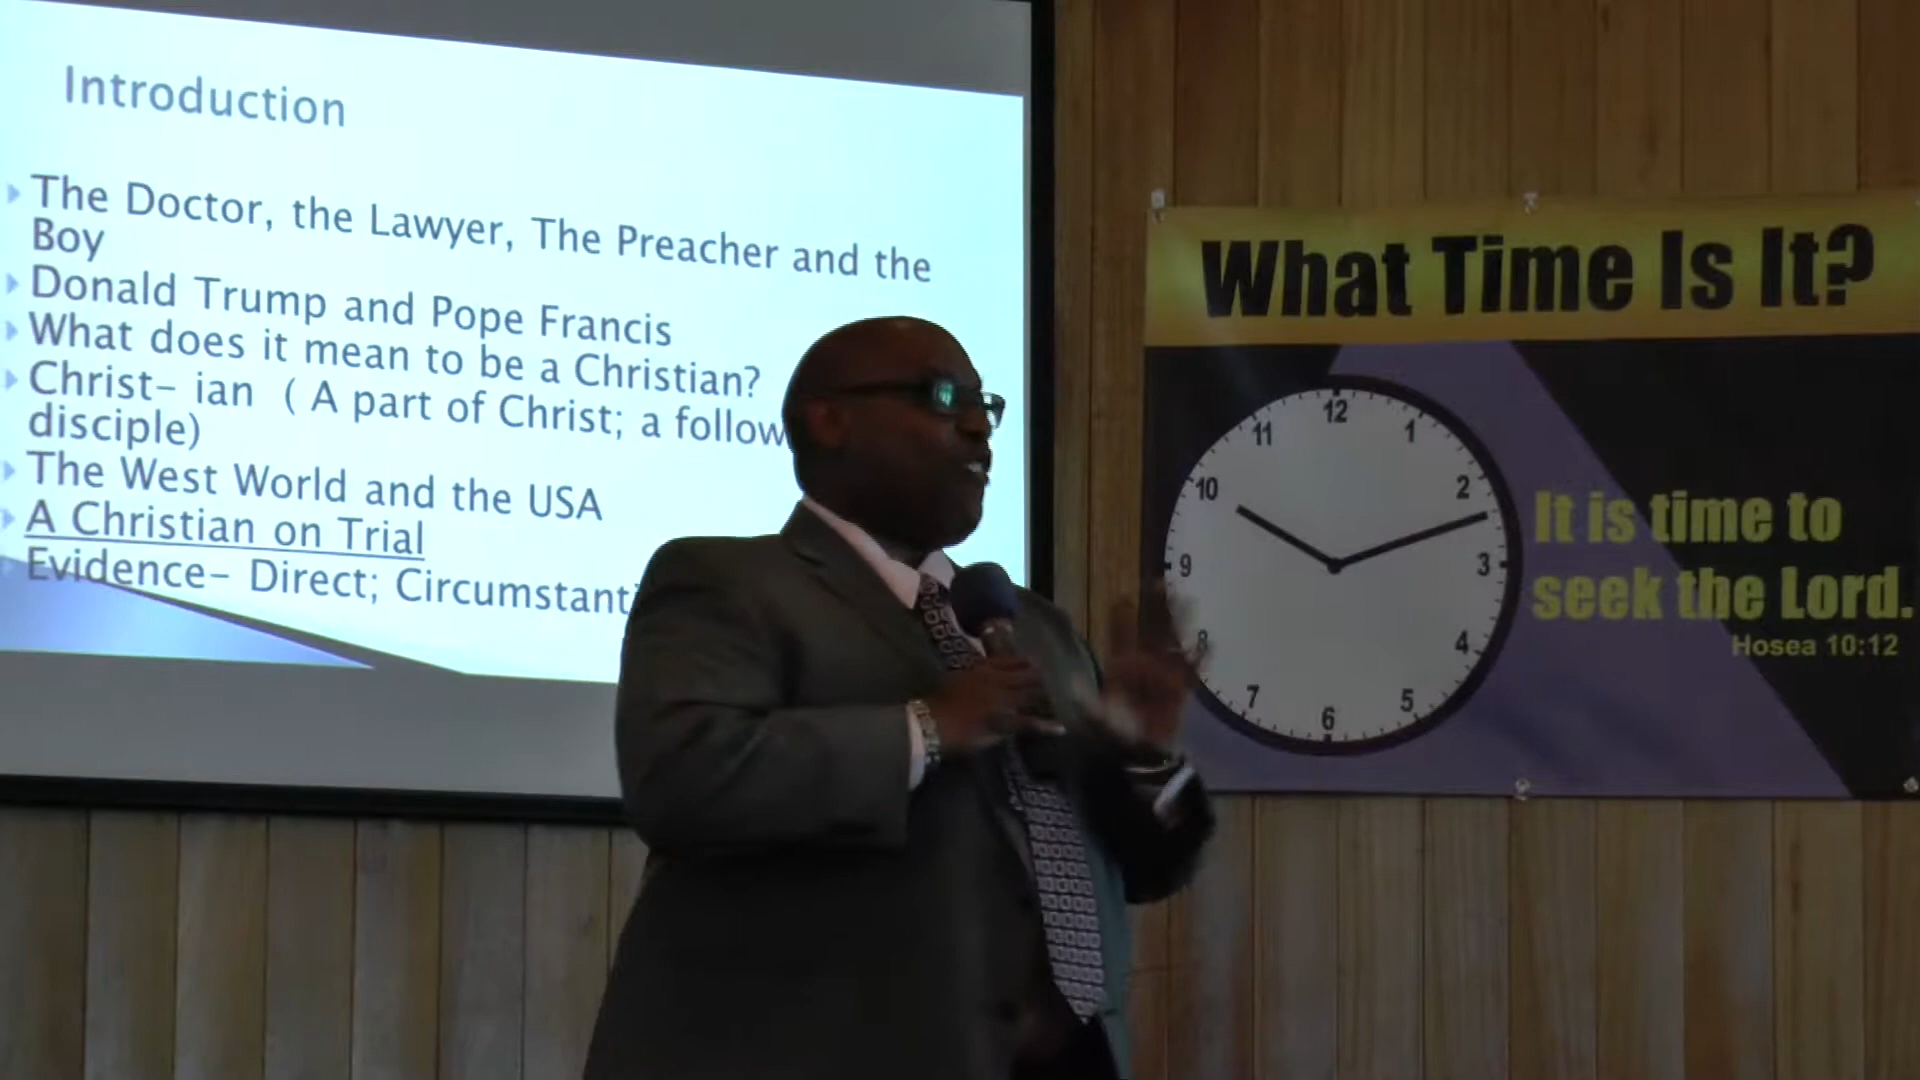 Introduction
The Doctor, the Lawyer, The Preacher and the
Boy
Donald Trump and Pope Francis
What does it mean to be a Christian?
Christ- ian ( A part of Christ; a follow
disciple)
The West World and the USA
A Christian on Trial
Evidence- Direct; Circumstant
What Time Is It?
12
11
1
10
2
9
3
8
4
7
5
6
It is time to
seek the Lord.
Hosea 10:12